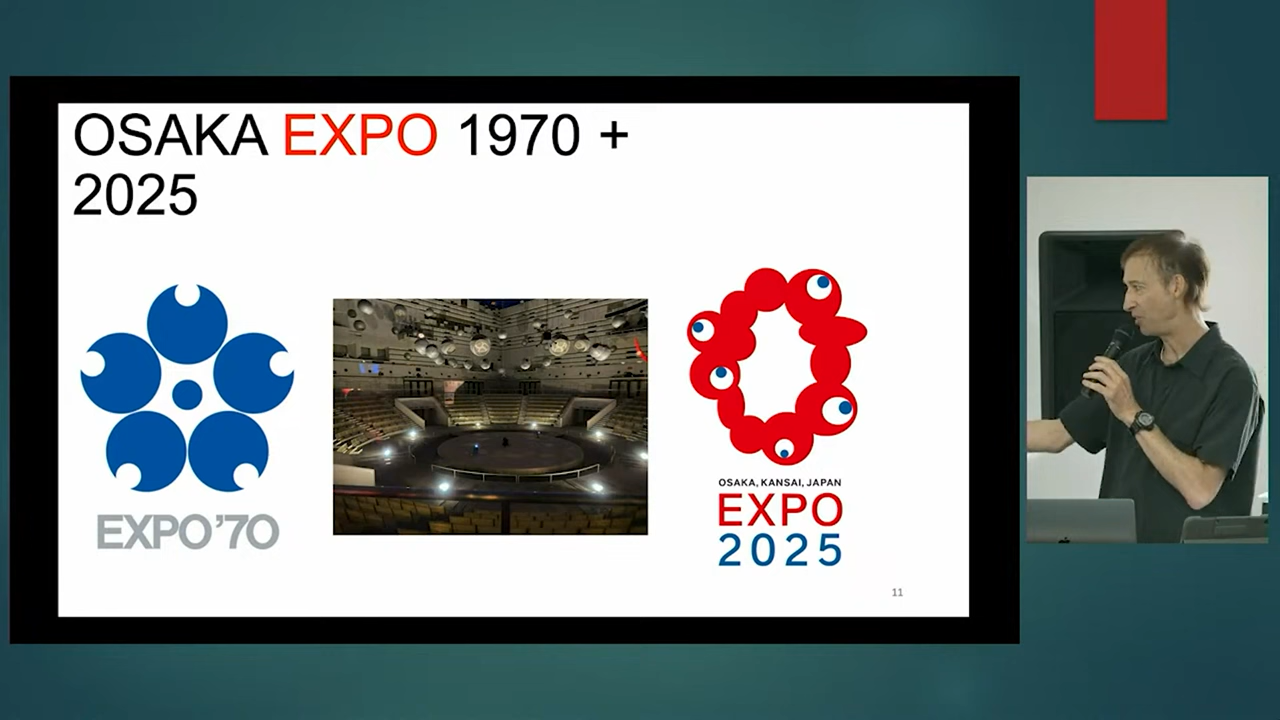 OSAKA EXPO 1970 +
2025
EXPO'70
OSAKA, KANSAI, JAPAN
EXPO
2025
11